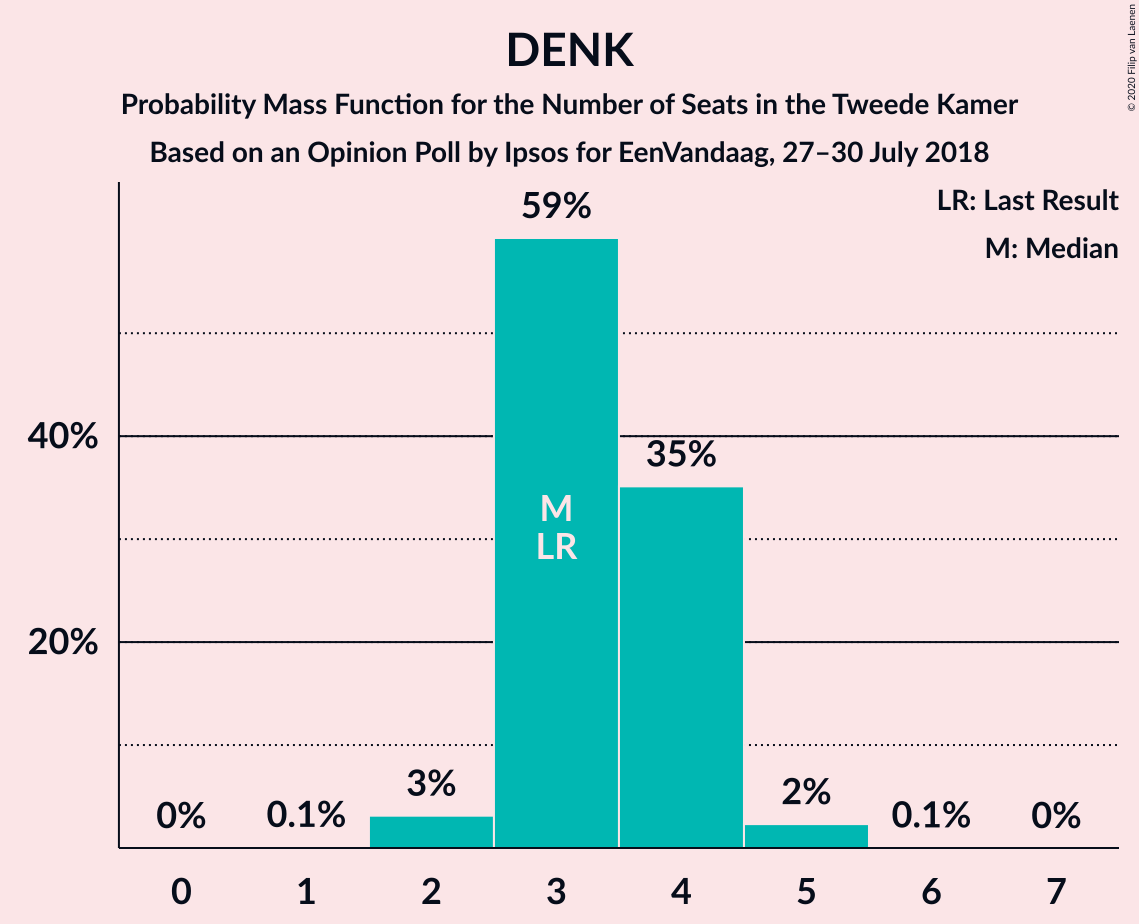 DENK
Probability Mass Function for the Number of Seats in the Tweede Kamer
Based on an Opinion Poll by Ipsos for EenVandaag, 27–30 July 2018
© 2020 Filip van Laenen
LR: Last Result
M: Median
59%
40%
35%
M
LR
20%
3%
2%
0%
0.1%
0.1%
0%
0 1 2 3 4 5 6 7